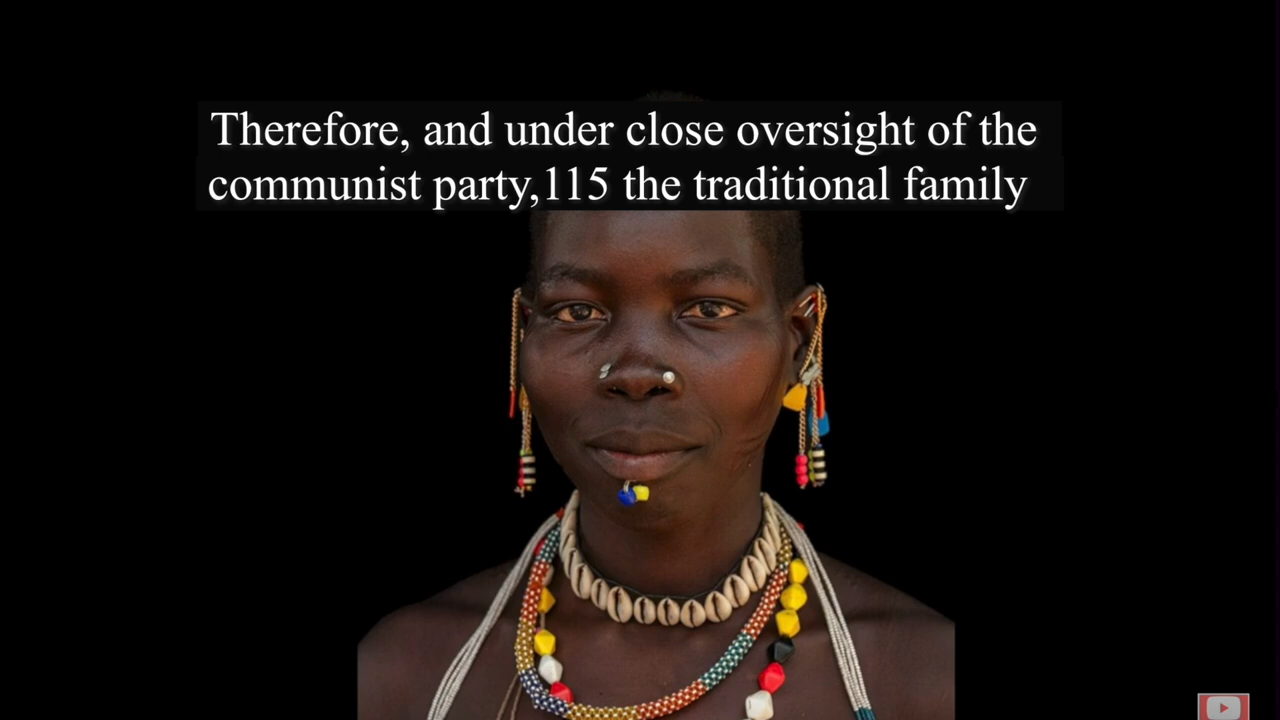 Therefore, and under close oversight of the
communist party,115 the traditional family